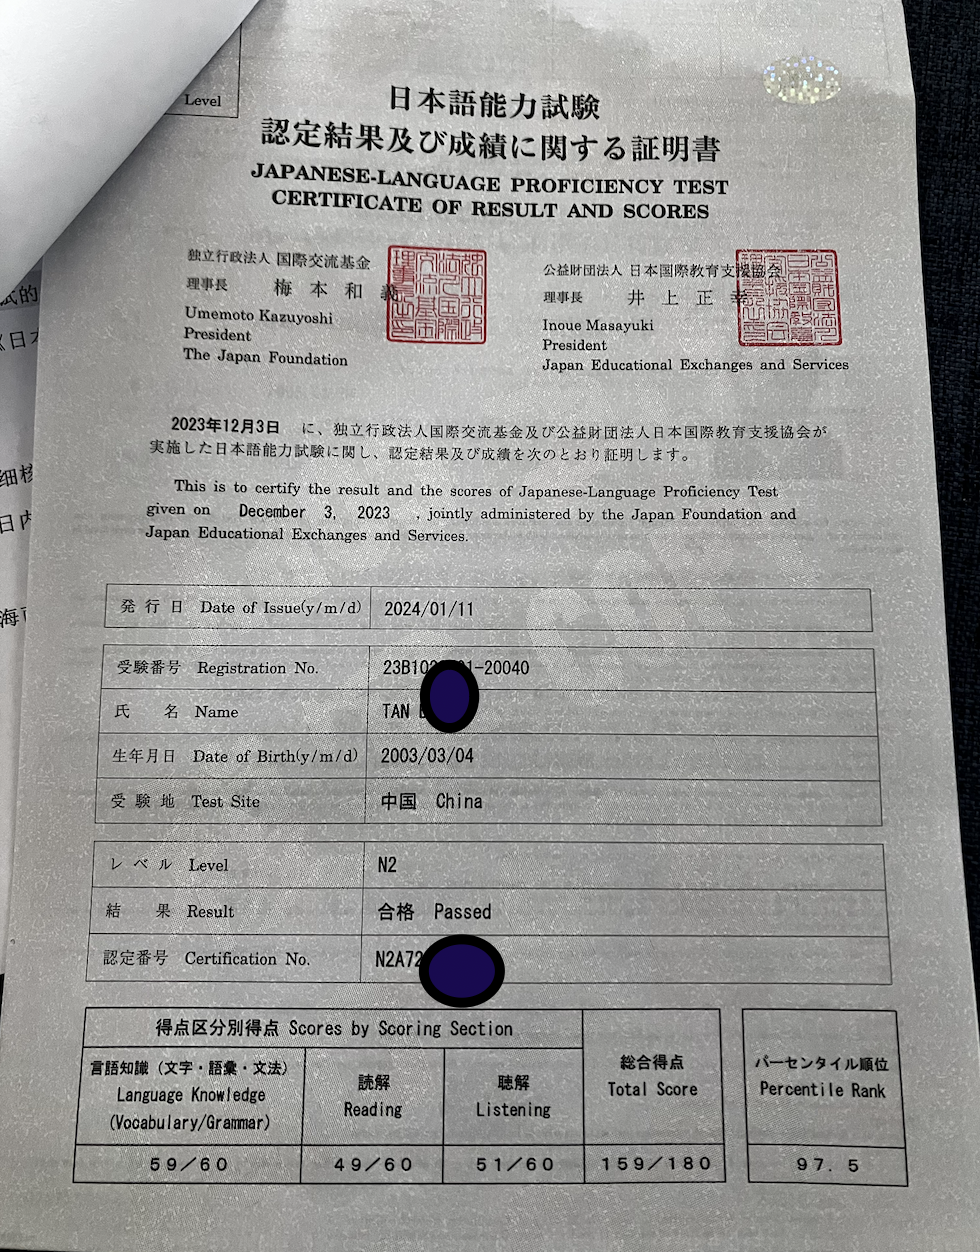 Level
日本語能力試験
認定結果及び成績に関する証明書
JAPANESE-LANGUAGE PROFICIENCY TEST
CERTIFICATE OF RESULT AND SCORES
独立行政法人 国際交流基金
理事長 梅本和義
Umemoto Kazuyoshi
President
The Japan Foundation
公益財団法人 日本国際教育支援協会
理事長 井上正幸
Inoue Masayuki
President
Japan Educational Exchanges and Services
試的
《日本
细核
日内
海市
2023年12月3日 に、独立行政法人国際交流基金及び公益財団法人日本国際教育支援協会が
実施した日本語能力試験に関し、認定結果及び成績を次のとおり証明します。
This is to certify the result and the scores of Japanese-Language Proficiency Test
given on December 3, 2023 , jointly administered by the Japan Foundation and
Japan Educational Exchanges and Services.
発行日 Date of Issue(y/m/d) 2024/01/11
受験番号 Registration No. 23B102 01-20040
氏名 Name TAN
生年月日 Date of Birth(y/m/d) 2003/03/04
受験地 Test Site 中国 China
レベル Level N2
結果 Result 合格 Passed
認定番号 Certification No. N2A72
得点区分別得点 Scores by Scoring Section
言語知識（文字・語彙・文法）
Language Knowledge
(Vocabulary/Grammar)
読解
Reading
聴解
Listening
総合得点
Total Score
パーセンタイル順位
Percentile Rank
59/60 49/60 51/60 159/180 97.5